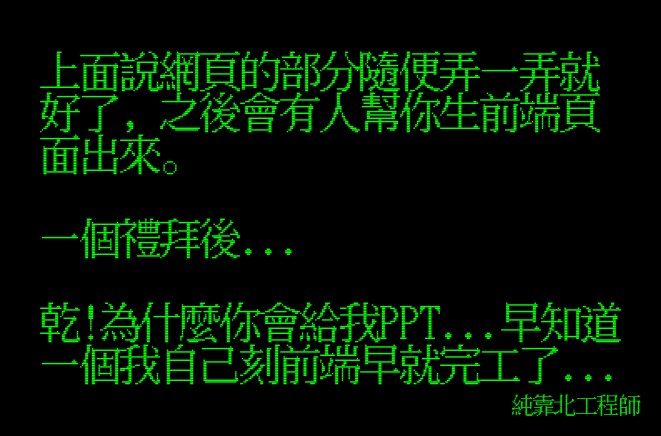 上面說網頁的部分隨便弄一弄就
好了，之後會有人幫你生前端頁
面出來。
一個禮拜後...
乾!為什麼你會給我PPT...早知道
一個我自己刻前端早就完工了...
純靠北工程師